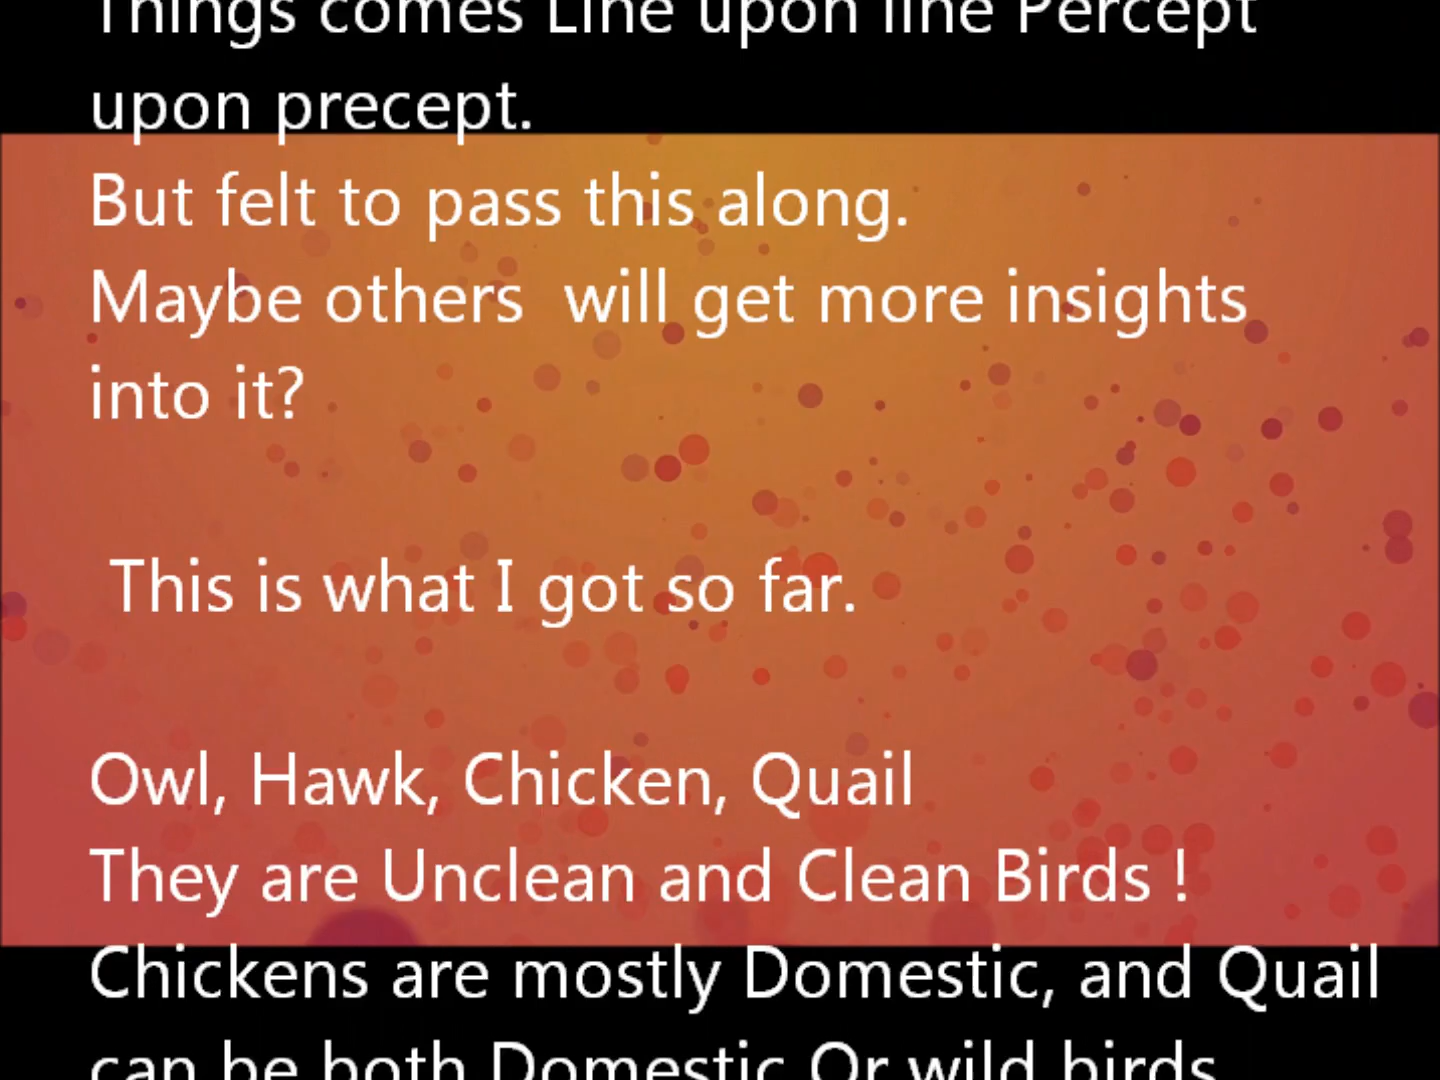 Things comes Line upon line Percept
upon precept.
But felt to pass this along.
Maybe others  will get more insights
into it?
This is what I got so far.
Owl, Hawk, Chicken, Quail
They are Unclean and Clean Birds !
Chickens are mostly Domestic, and Quail
can be both Domestic Or wild birds